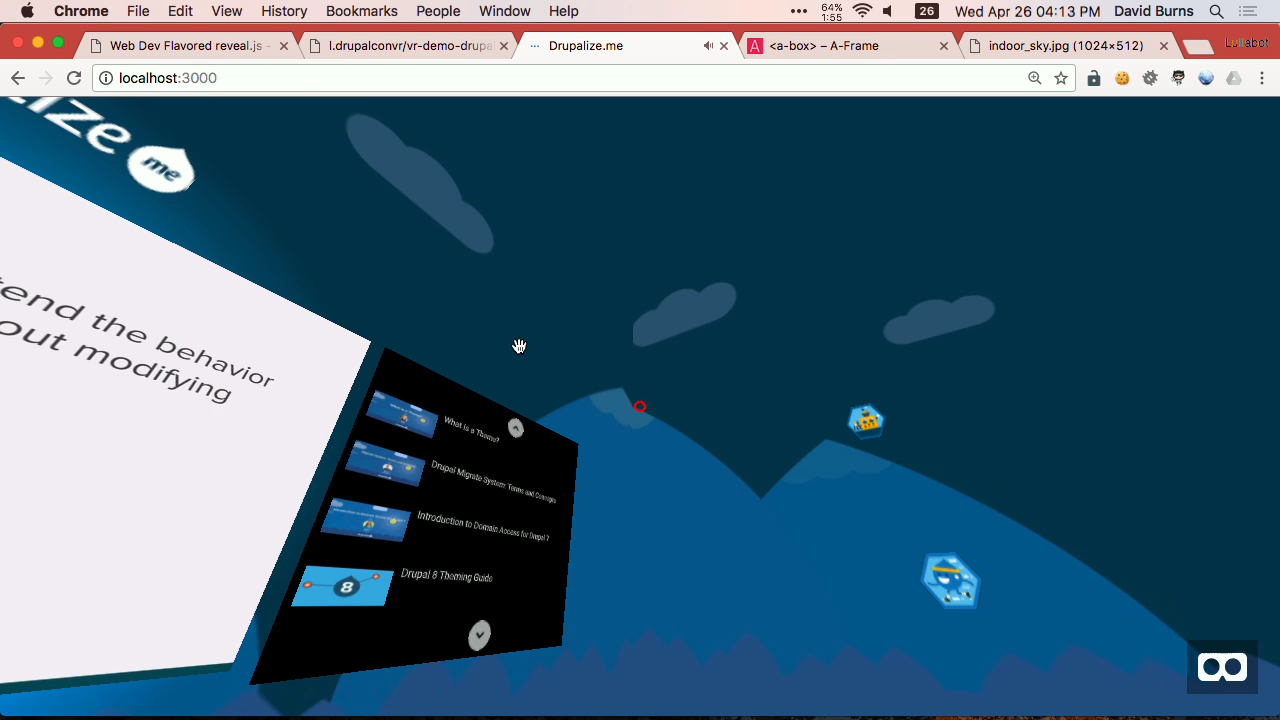 Chrome File Edit View History Bookmarks People Window Help
64%
1:55
26
Wed Apr 26 04:13 PM David Burns
Web Dev Flavored reveal.js -
l.drupalconvr/vr-demo-drupa
Drupalize.me
<a-box> – A-Frame
indoor_sky.jpg (1024×512)
Lullabot
localhost:3000
lize
me
tend the behavior
out modifying
What is a Theme?
Drupal Migrate System: Terms and Concepts
Introduction to Domain Access for Drupal 7
Drupal 8 Theming Guide
8